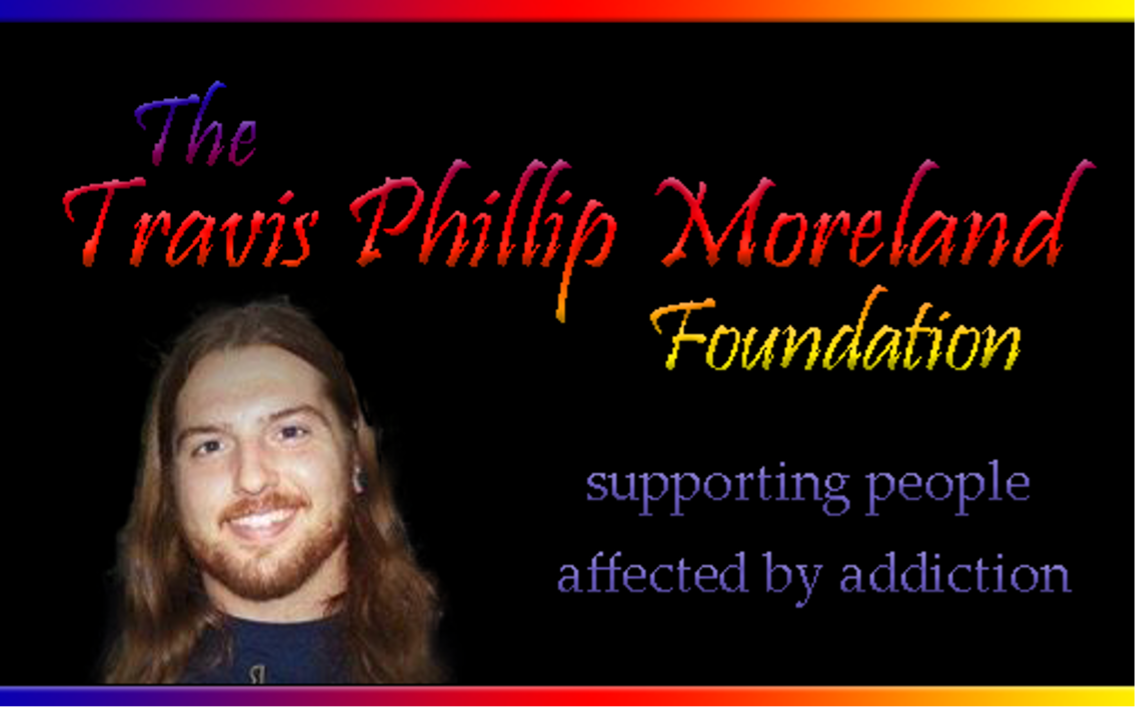 The
Travis Phillip Moreland
Foundation
supporting people
affected by addiction